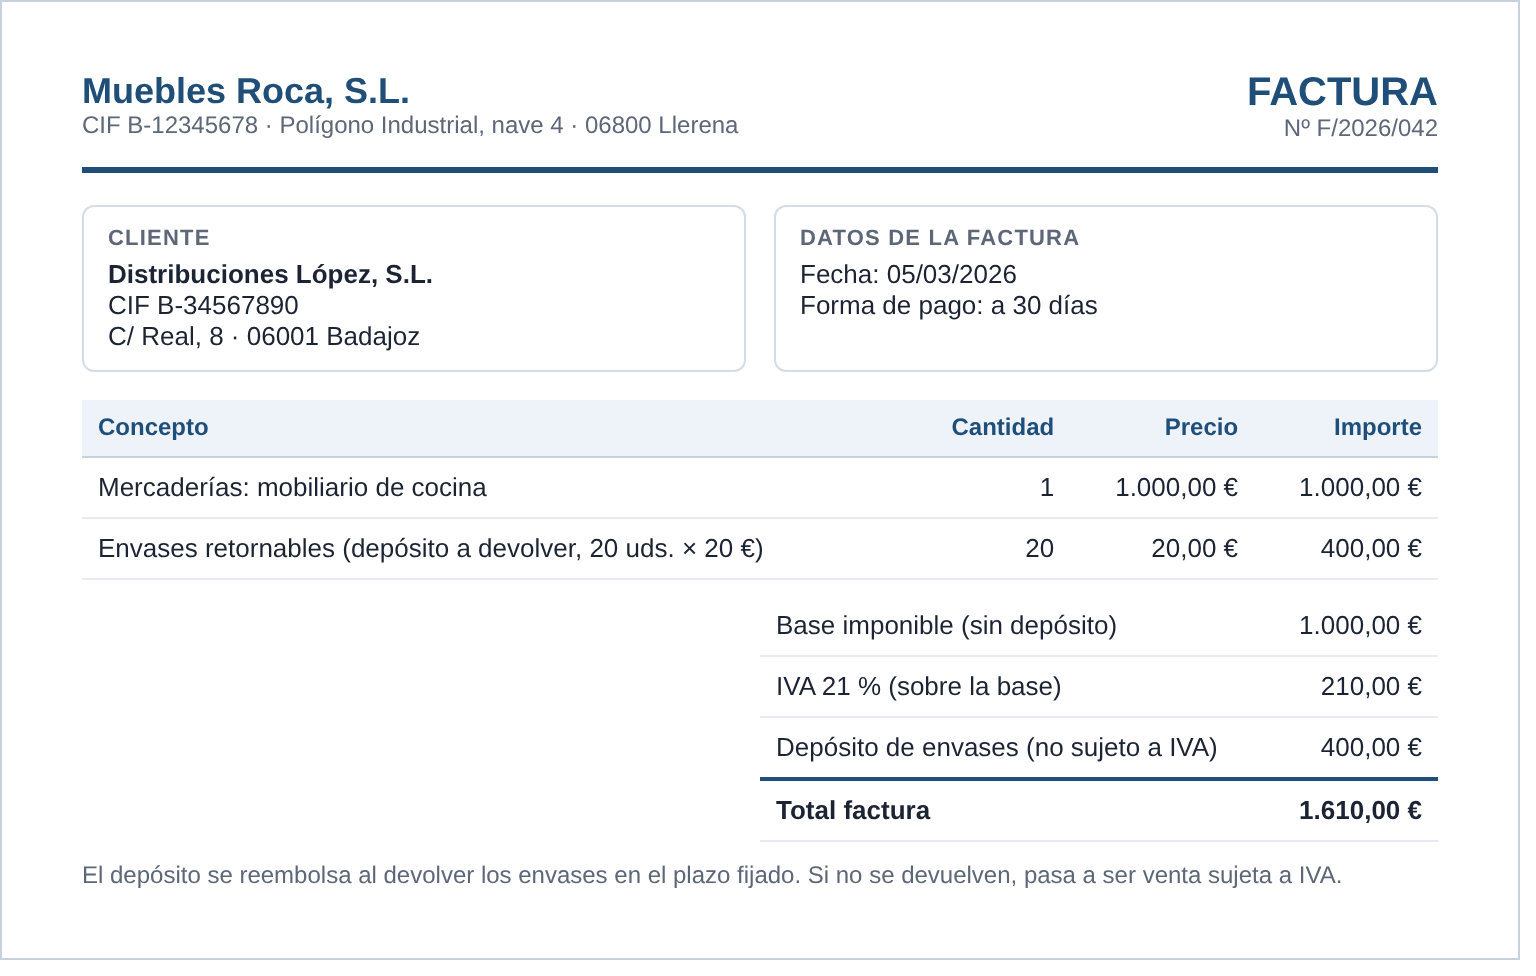 Muebles Roca, S.L.
CIF B-12345678 · Polígono Industrial, nave 4 · 06800 Llerena
FACTURA
Nº F/2026/042
CLIENTE
Distribuciones López, S.L.
CIF B-34567890
C/ Real, 8 · 06001 Badajoz
DATOS DE LA FACTURA
Fecha: 05/03/2026
Forma de pago: a 30 días
Concepto Cantidad Precio Importe
Mercaderías: mobiliario de cocina 1 1.000,00 € 1.000,00 €
Envases retornables (depósito a devolver, 20 uds. × 20 €) 20 20,00 € 400,00 €
Base imponible (sin depósito) 1.000,00 €
IVA 21 % (sobre la base) 210,00 €
Depósito de envases (no sujeto a IVA) 400,00 €
Total factura 1.610,00 €
El depósito se reembolsa al devolver los envases en el plazo fijado. Si no se devuelven, pasa a ser venta sujeta a IVA.